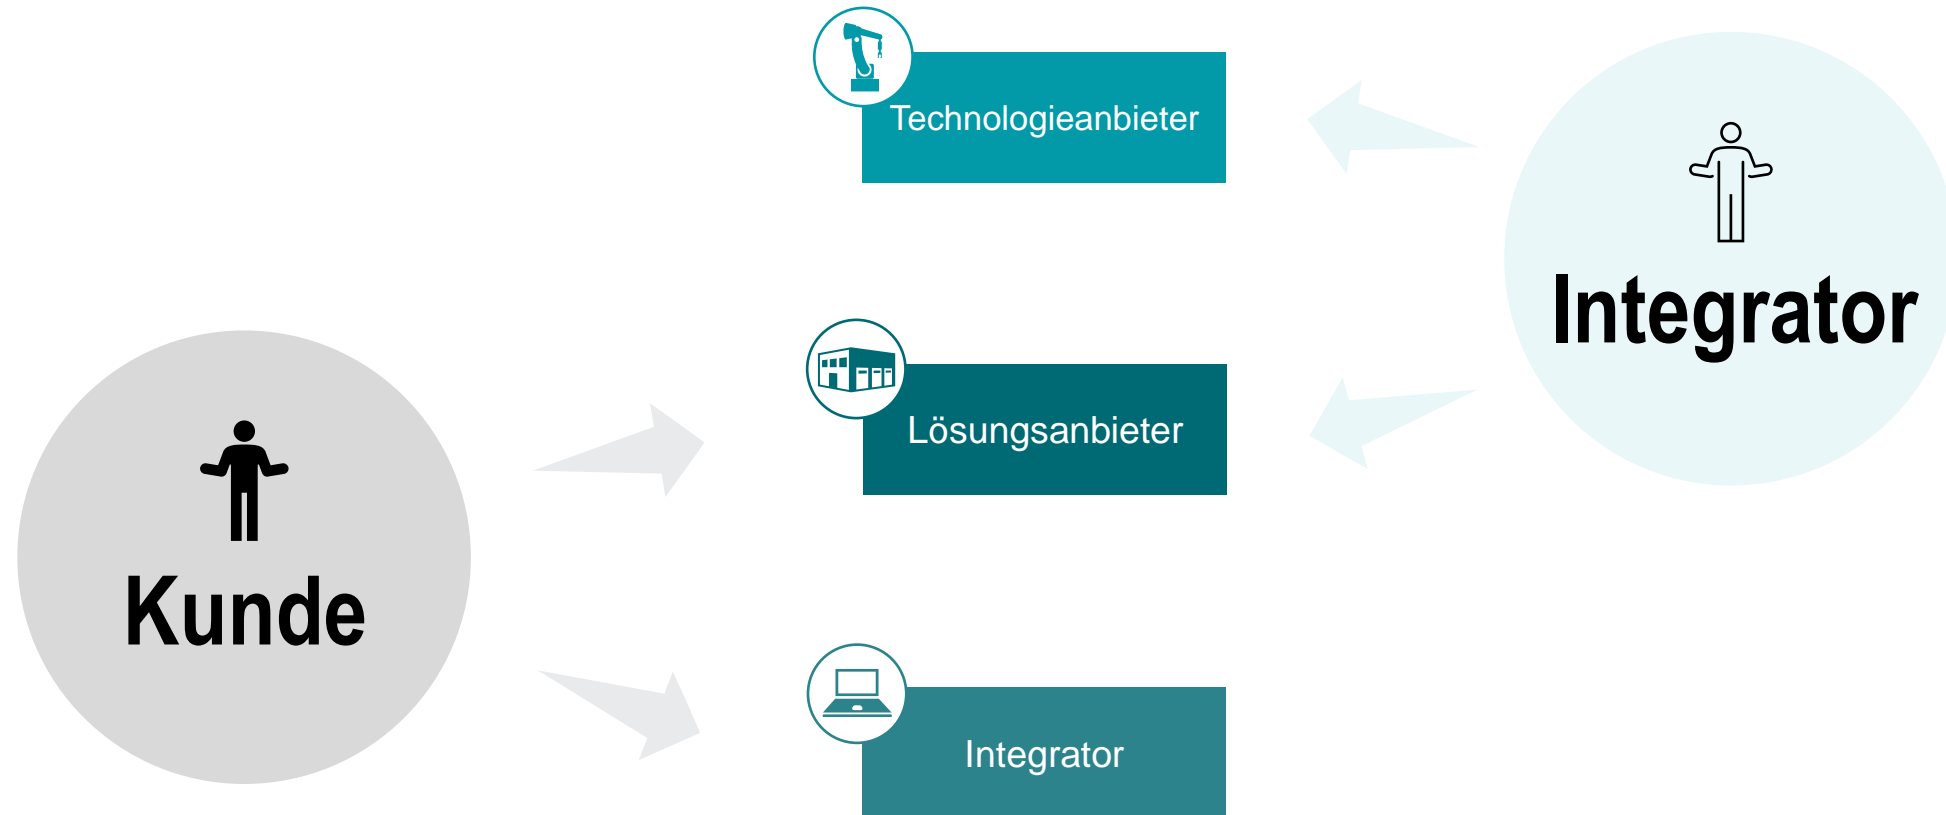 Technologieanbieter
Integrator
Lösungsanbieter
Kunde
Integrator